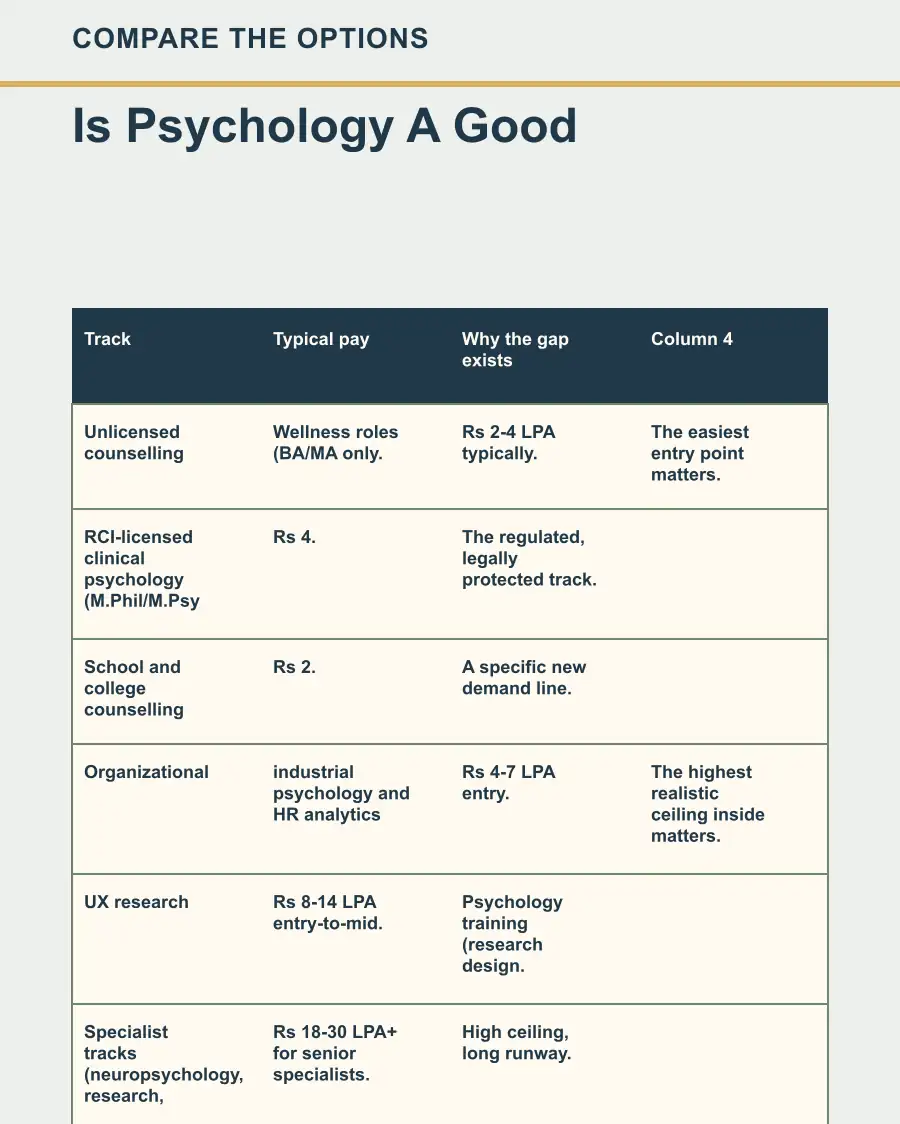 COMPARE THE OPTIONS
Is Psychology A Good
Track
Typical pay
Why the gap
exists
Column 4
Unlicensed
counselling
Wellness roles
(BA/MA only.
Rs 2-4 LPA
typically.
The easiest
entry point
matters.
RCI-licensed
clinical
psychology
(M.Phil/M.Psy
Rs 4.
The regulated,
legally
protected track.
School and
college
counselling
Rs 2.
A specific new
demand line.
Organizational
industrial
psychology and
HR analytics
Rs 4-7 LPA
entry.
The highest
realistic
ceiling inside
matters.
UX research
Rs 8-14 LPA
entry-to-mid.
Psychology
training
(research
design.
Specialist
tracks
(neuropsychology,
research,
Rs 18-30 LPA+
for senior
specialists.
High ceiling,
long runway.